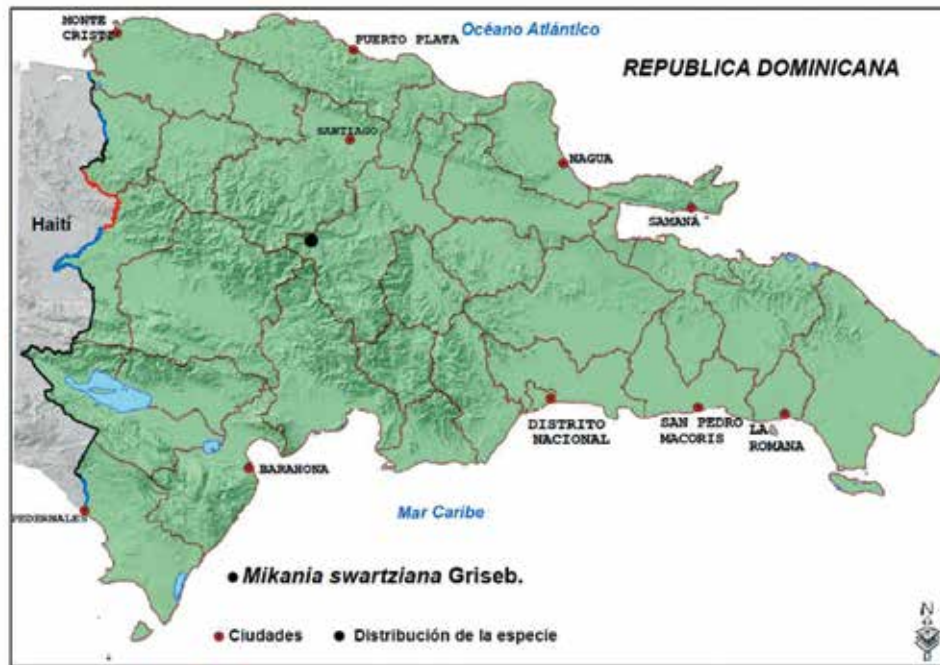 MONTE
CRISTI
PUERTO PLATA
Océano Atlántico
REPUBLICA DOMINICANA
SANTIAGO
NAGUA
SAMANÁ
Haití
DISTRITO
NACIONAL
SAN PEDRO
MACORIS
LA
ROMANA
BARAHONA
PEDERNALES
Mar Caribe
Mikania swartziana Griseb.
Ciudades
Distribución de la especie
N